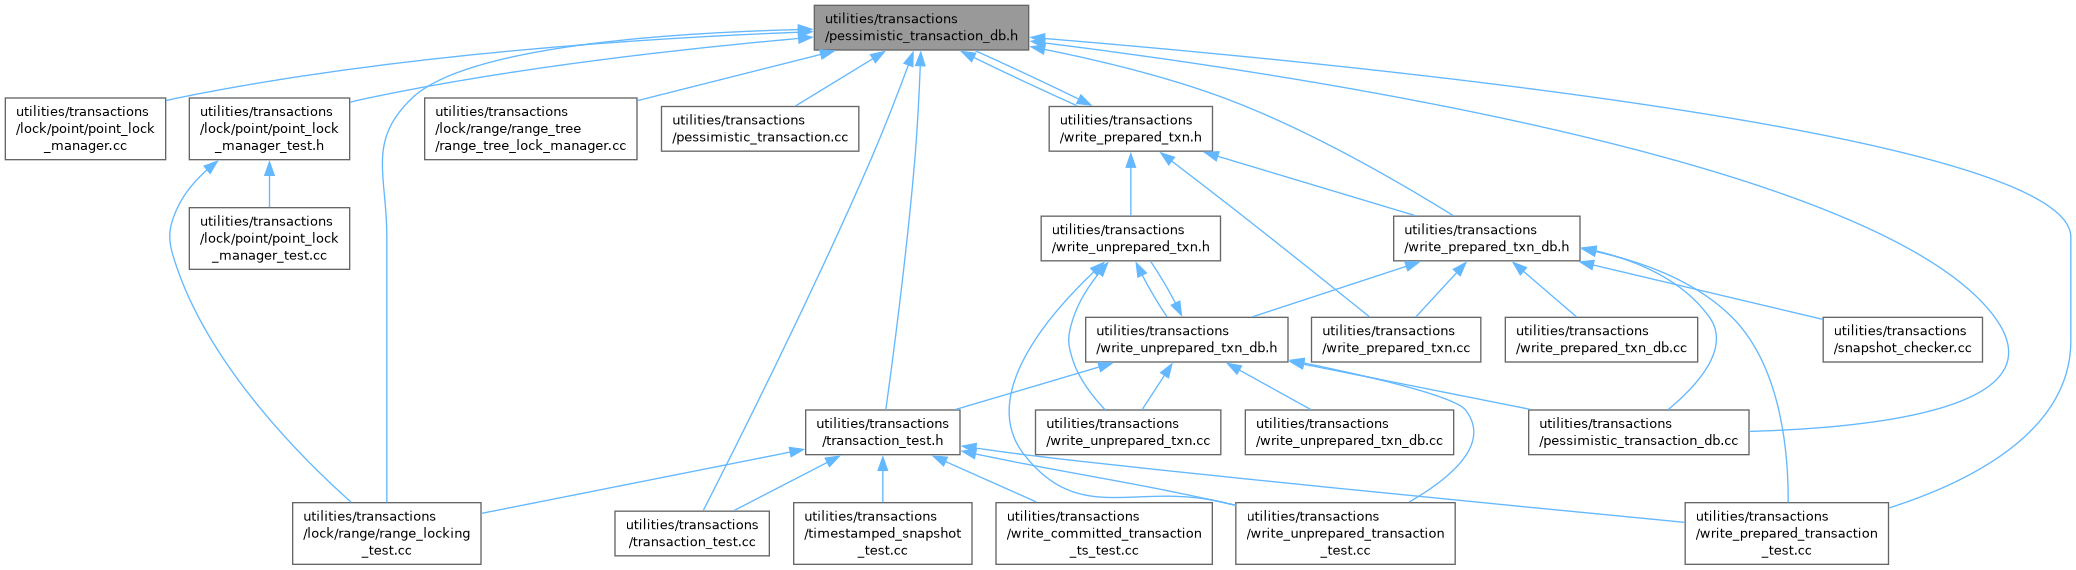 utilities/transactions
/pessimistic_transaction_db.h
utilities/transactions
/lock/point/point_lock
_manager.cc
utilities/transactions
/lock/point/point_lock
_manager_test.h
utilities/transactions
/lock/range/range_tree
/range_tree_lock_manager.cc
utilities/transactions
/pessimistic_transaction.cc
utilities/transactions
/write_prepared_txn.h
utilities/transactions
/lock/point/point_lock
_manager_test.cc
utilities/transactions
/write_unprepared_txn.h
utilities/transactions
/write_prepared_txn_db.h
utilities/transactions
/write_unprepared_txn_db.h
utilities/transactions
/write_prepared_txn.cc
utilities/transactions
/write_prepared_txn_db.cc
utilities/transactions
/snapshot_checker.cc
utilities/transactions
/transaction_test.h
utilities/transactions
/write_unprepared_txn.cc
utilities/transactions
/write_unprepared_txn_db.cc
utilities/transactions
/pessimistic_transaction_db.cc
utilities/transactions
/lock/range/range_locking
_test.cc
utilities/transactions
/transaction_test.cc
utilities/transactions
/timestamped_snapshot
_test.cc
utilities/transactions
/write_committed_transaction
_ts_test.cc
utilities/transactions
/write_unprepared_transaction
_test.cc
utilities/transactions
/write_prepared_transaction
_test.cc